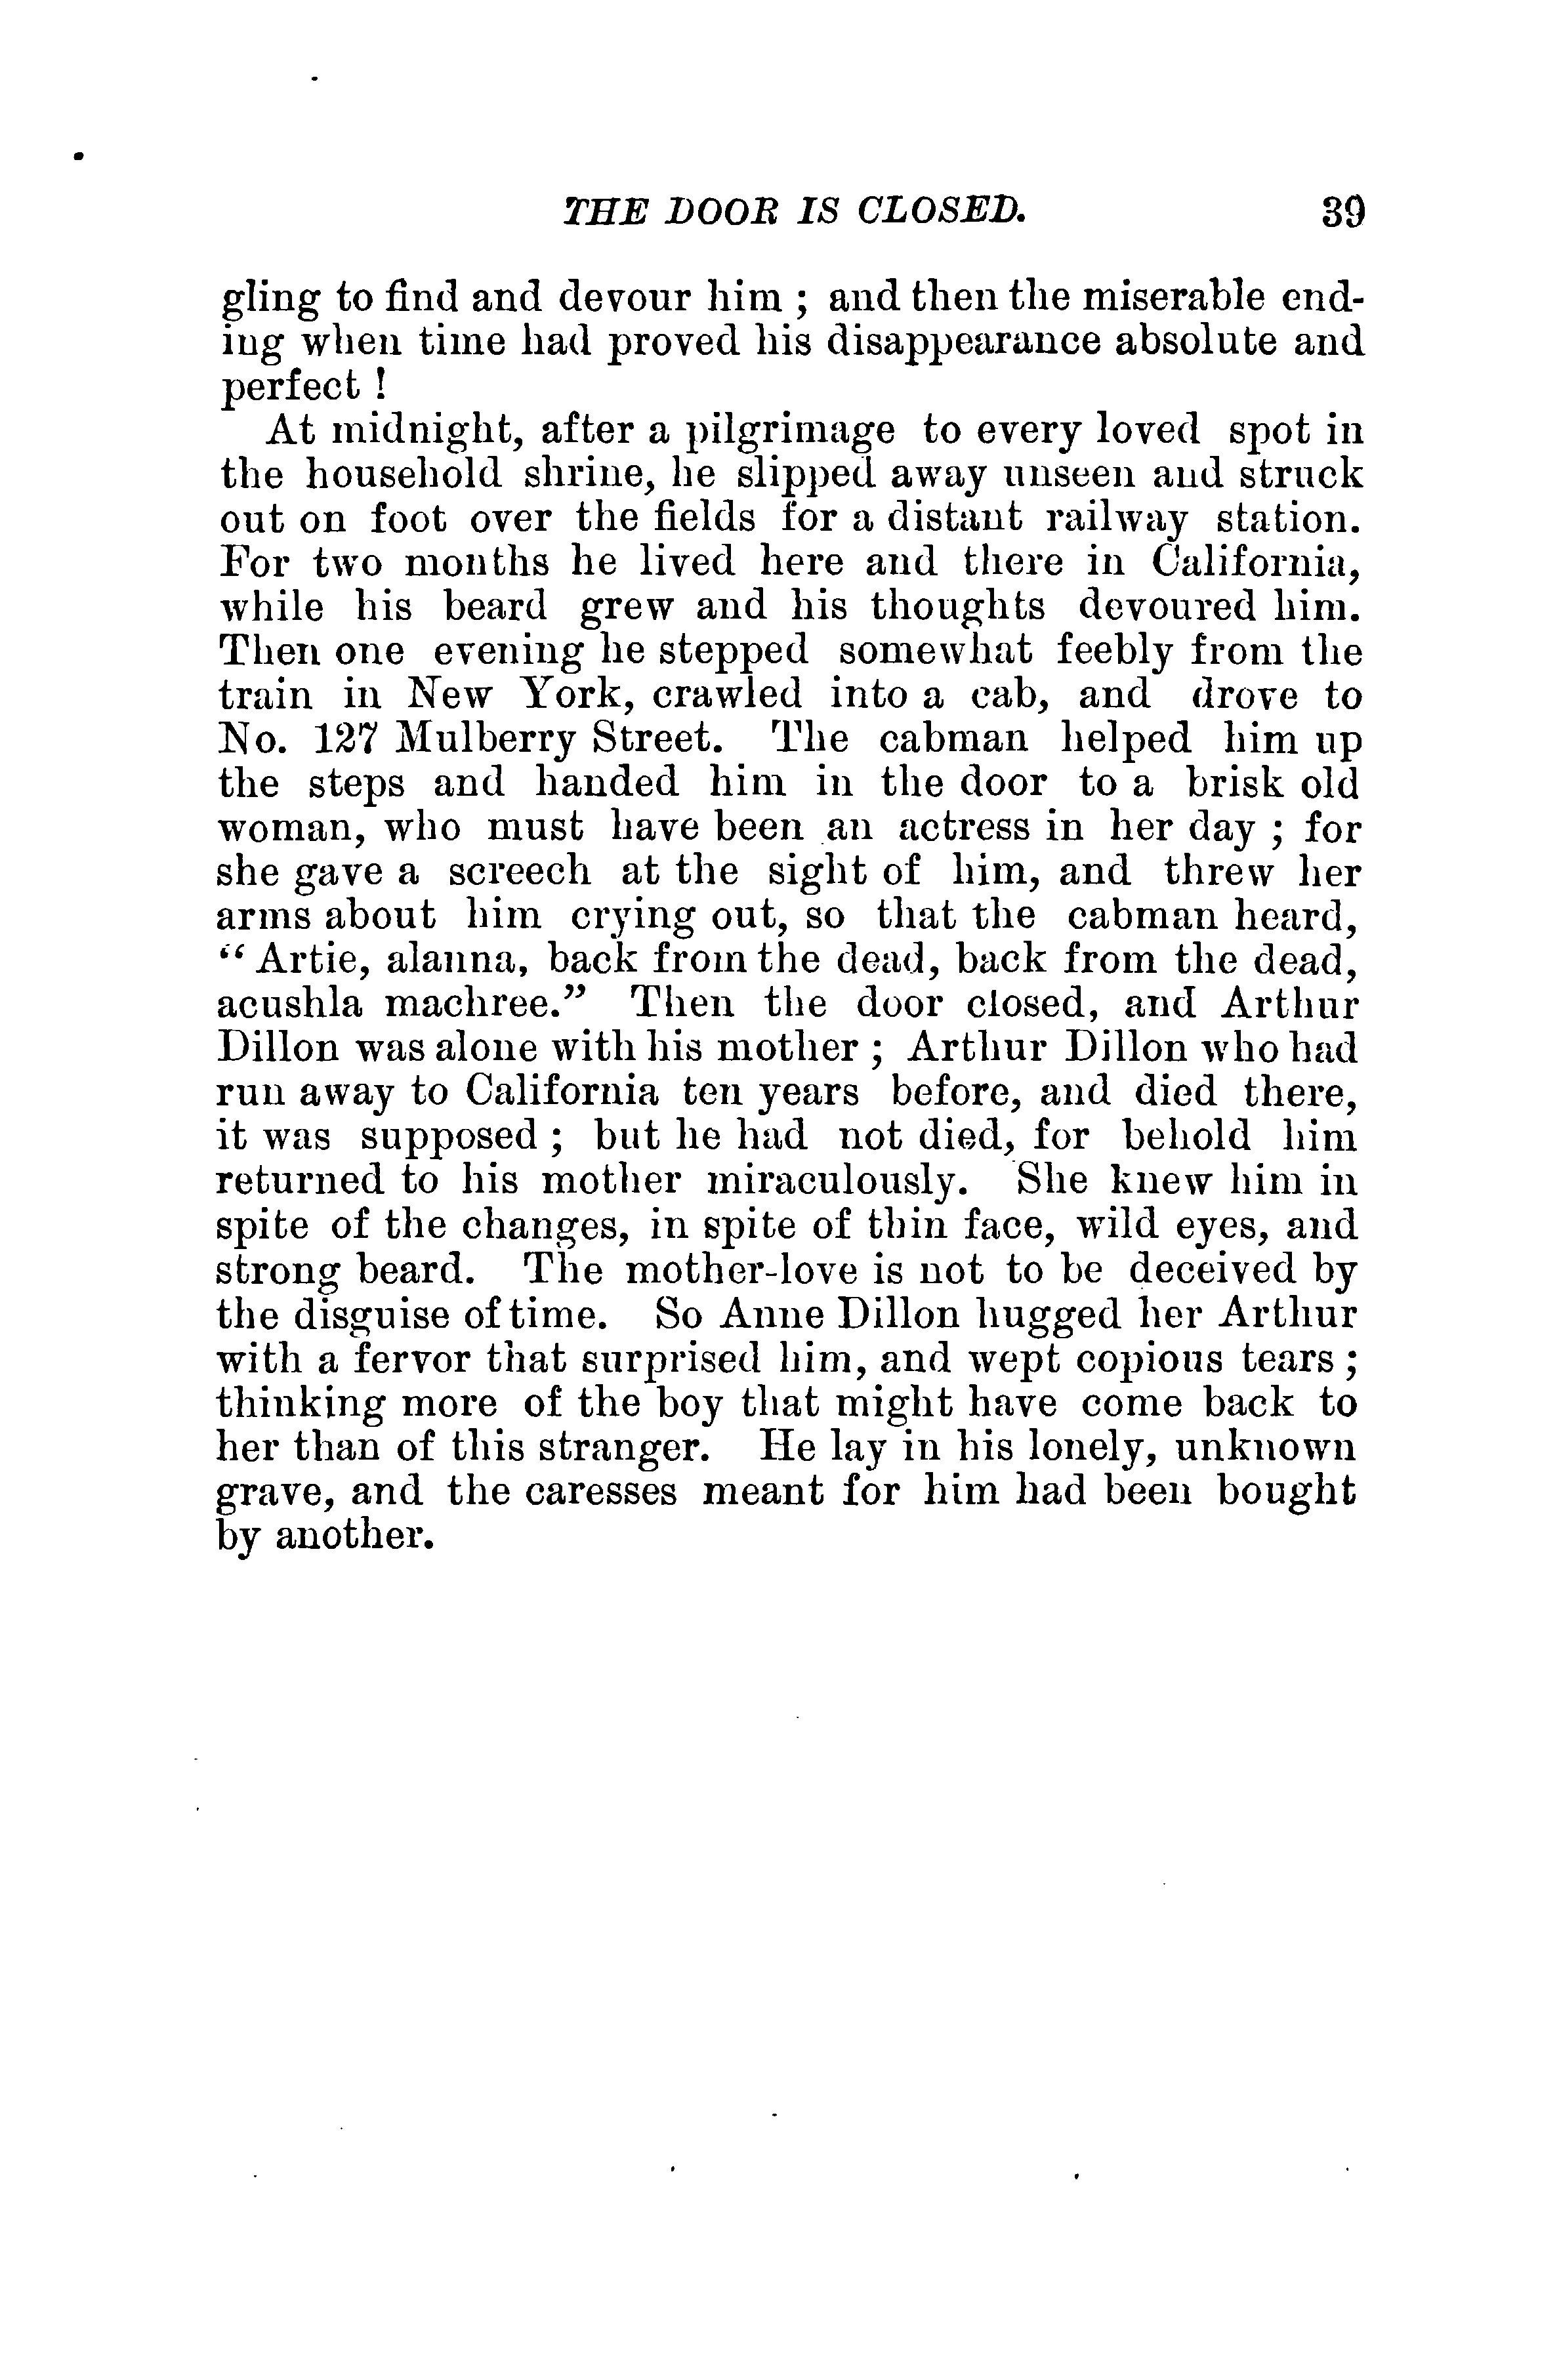 THE DOOR IS CLOSED. 39
gling to find and devour him ; and then the miserable end-
ing when time had proved his disappearance absolute and
perfect !
At midnight, after a pilgrimage to every loved spot in
the household shrine, he slipped away unseen and struck
out on foot over the fields for a distant railway station.
For two months he lived here and there in California,
while his beard grew and his thoughts devoured him.
Then one evening he stepped somewhat feebly from the
train in New York, crawled into a cab, and drove to
No. 127 Mulberry Street. The cabman helped him up
the steps and handed him in the door to a brisk old
woman, who must have been an actress in her day ; for
she gave a screech at the sight of him, and threw her
arms about him crying out, so that the cabman heard,
“ Artie, alanna, back from the dead, back from the dead,
acushla machree.” Then the door closed, and Arthur
Dillon was alone with his mother ; Arthur Dillon who had
run away to California ten years before, and died there,
it was supposed ; but he had not died, for behold him
returned to his mother miraculously. She knew him in
spite of the changes, in spite of thin face, wild eyes, and
strong beard. The mother-love is not to be deceived by
the disguise of time. So Anne Dillon hugged her Arthur
with a fervor that surprised him, and wept copious tears ;
thinking more of the boy that might have come back to
her than of this stranger. He lay in his lonely, unknown
grave, and the caresses meant for him had been bought
by another.